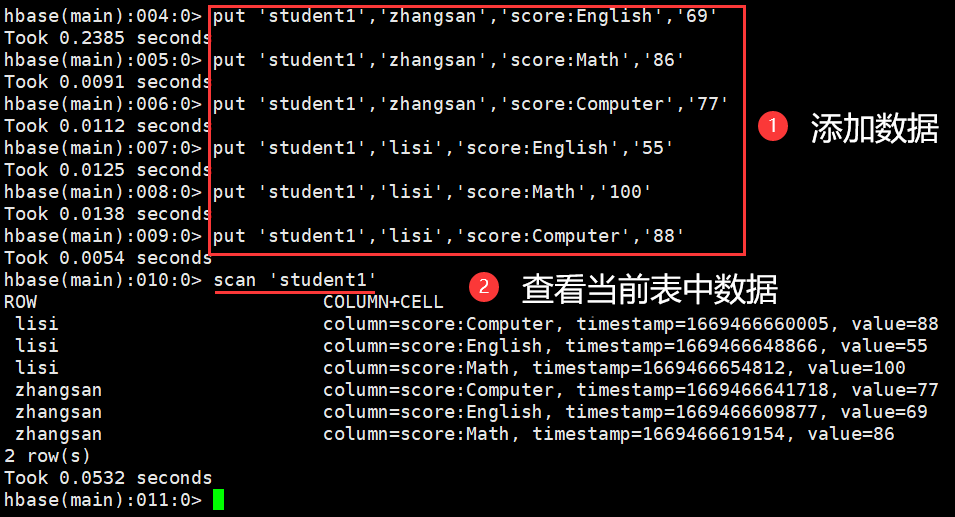 hbase(main):004:0> put 'student1','zhangsan','score:English','69'
Took 0.2385 seconds
hbase(main):005:0> put 'student1','zhangsan','score:Math','86'
Took 0.0091 seconds
hbase(main):006:0> put 'student1','zhangsan','score:Computer','77'
Took 0.0112 seconds
1 添加数据
hbase(main):007:0> put 'student1','lisi','score:English','55'
Took 0.0125 seconds
hbase(main):008:0> put 'student1','lisi','score:Math','100'
Took 0.0138 seconds
hbase(main):009:0> put 'student1','lisi','score:Computer','88'
Took 0.0054 seconds
hbase(main):010:0> scan 'student1'
2 查看当前表中数据
ROW COLUMN+CELL
lisi column=score:Computer, timestamp=1669466660005, value=88
lisi column=score:English, timestamp=1669466648866, value=55
lisi column=score:Math, timestamp=1669466654812, value=100
zhangsan column=score:Computer, timestamp=1669466641718, value=77
zhangsan column=score:English, timestamp=1669466609877, value=69
zhangsan column=score:Math, timestamp=1669466619154, value=86
2 row(s)
Took 0.0532 seconds
hbase(main):011:0>